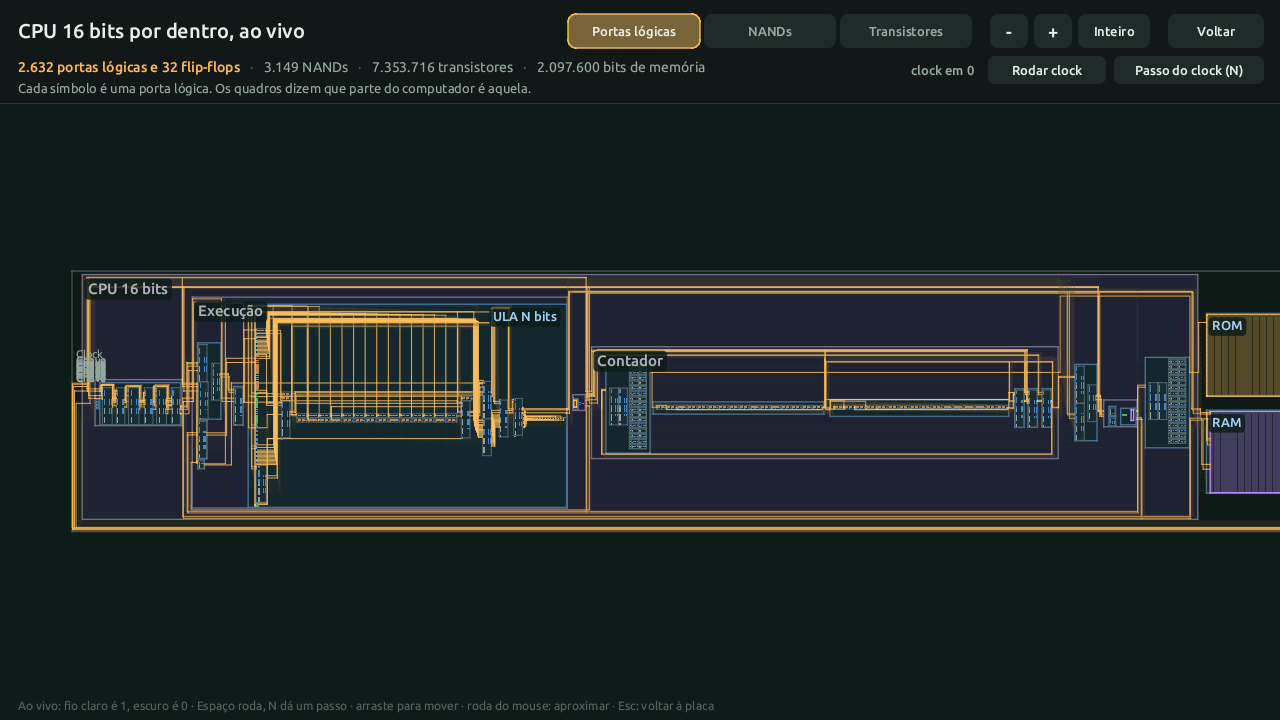 CPU 16 bits por dentro, ao vivo
Portas lógicas
NANDs
Transistores
-
+
Inteiro
Voltar
2.632 portas lógicas e 32 flip-flops · 3.149 NANDs · 7.353.716 transistores · 2.097.600 bits de memória
clock em 0
Rodar clock
Passo do clock (N)
Cada símbolo é uma porta lógica. Os quadros dizem que parte do computador é aquela.
CPU 16 bits
Execução
ULA N bits
ROM
Clock
Contador
RAM
Ao vivo: fio claro é 1, escuro é 0 · Espaço roda, N dá um passo · arraste para mover · roda do mouse: aproximar · Esc: voltar à placa